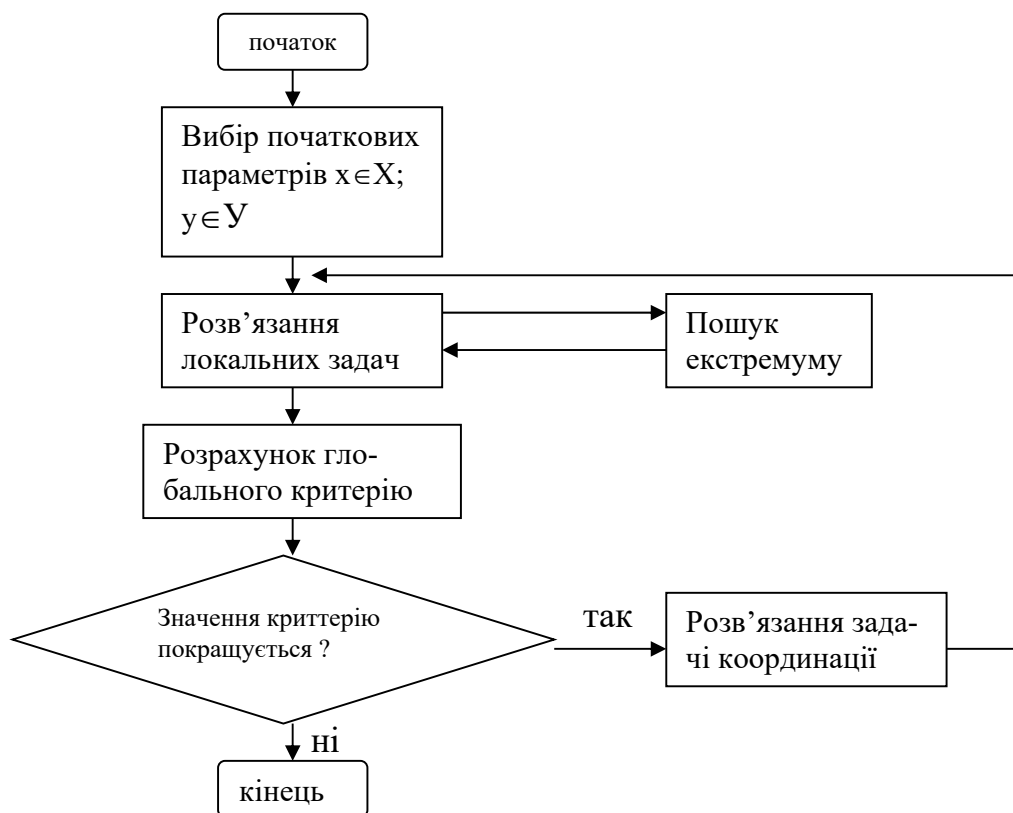 початок
Вибір початкових
параметрів x∈X;
y∈У
Розв’язання
локальних задач
Пошук
екстремуму
Розрахунок гло-
бального критерію
Значення криттерію
покращується ?
так
Розв’язання зада-
чі координації
ні
кінець